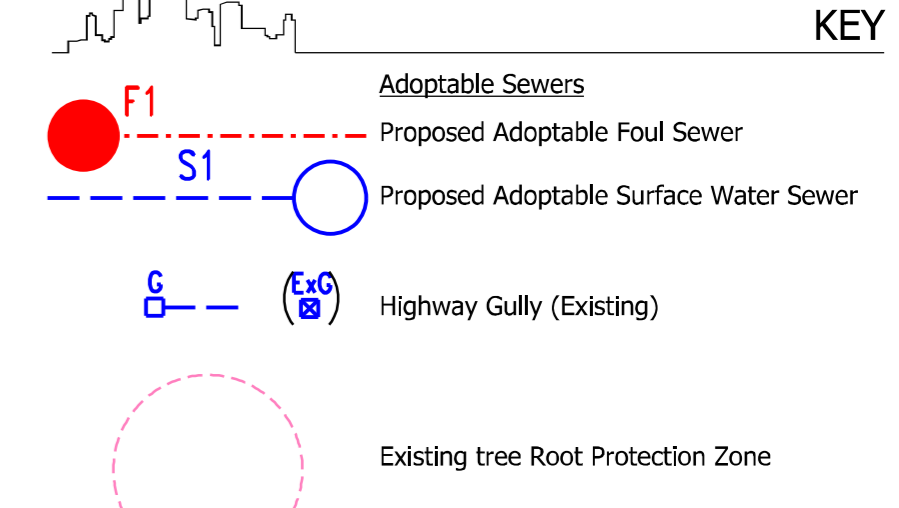 KEY
Adoptable Sewers
F1
Proposed Adoptable Foul Sewer
S1
Proposed Adoptable Surface Water Sewer
G
(ExG)
Highway Gully (Existing)
Existing tree Root Protection Zone